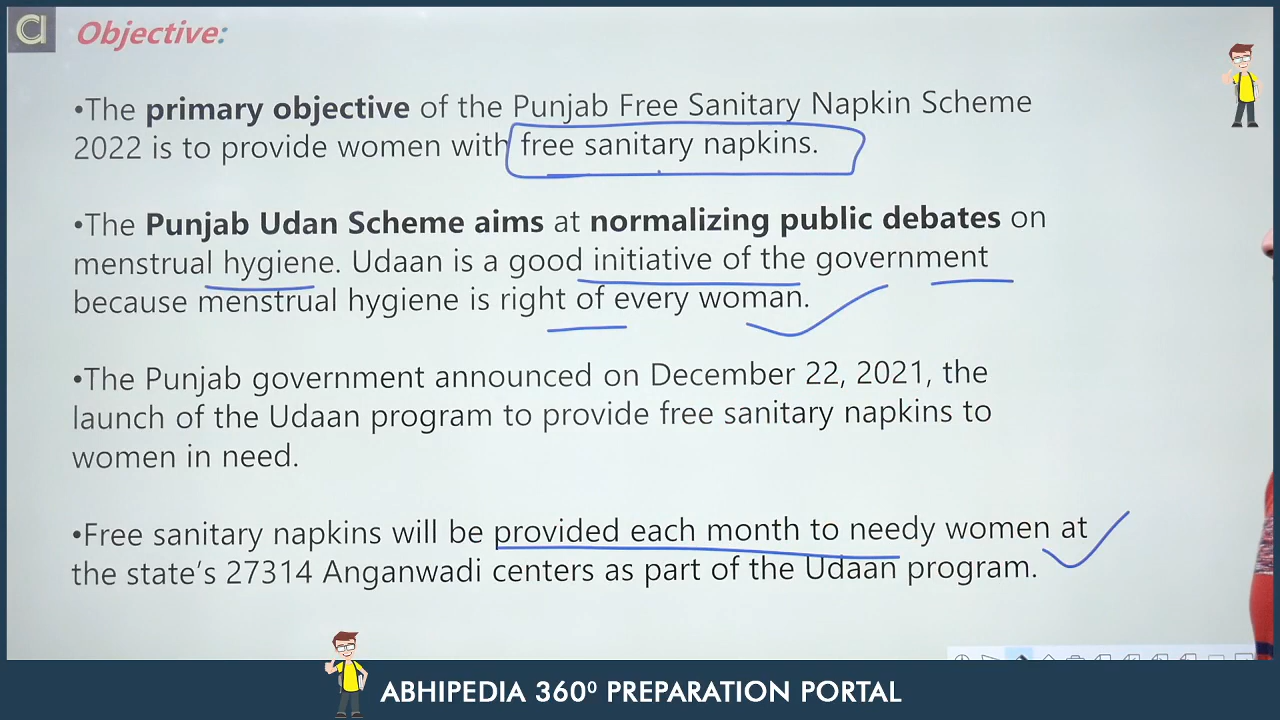 Objective:
•The primary objective of the Punjab Free Sanitary Napkin Scheme
2022 is to provide women with free sanitary napkins.
•The Punjab Udan Scheme aims at normalizing public debates on
menstrual hygiene. Udaan is a good initiative of the government
because menstrual hygiene is right of every woman.
•The Punjab government announced on December 22, 2021, the
launch of the Udaan program to provide free sanitary napkins to
women in need.
•Free sanitary napkins will be provided each month to needy women at
the state's 27314 Anganwadi centers as part of the Udaan program.
ABHIPEDIA 360⁰ PREPARATION PORTAL